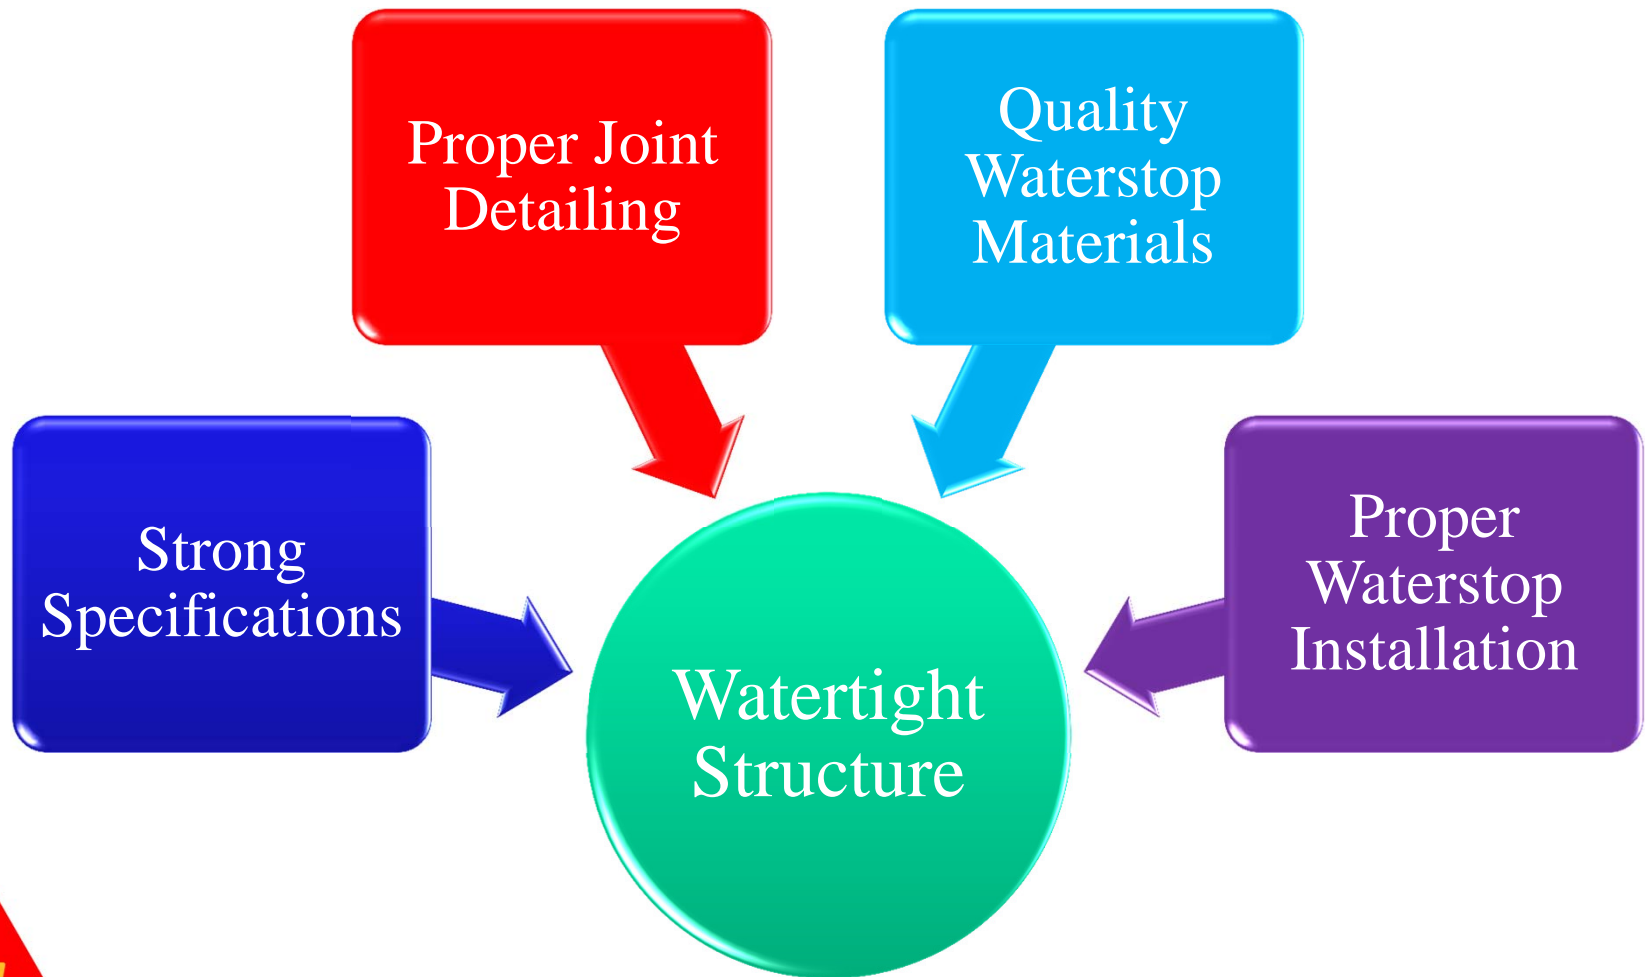 Proper Joint
Detailing
Quality
Waterstop
Materials
Strong
Specifications
Proper
Waterstop
Installation
Watertight
Structure